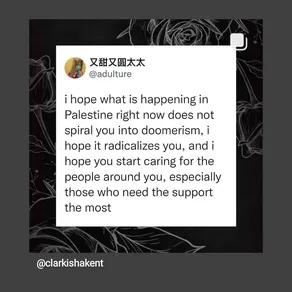 又甜又圓太太
@adulture
i hope what is happening in
Palestine right now does not
spiral you into doomerism, i
hope it radicalizes you, and i
hope you start caring for the
people around you, especially
those who need the support
the most
@clarkishakent